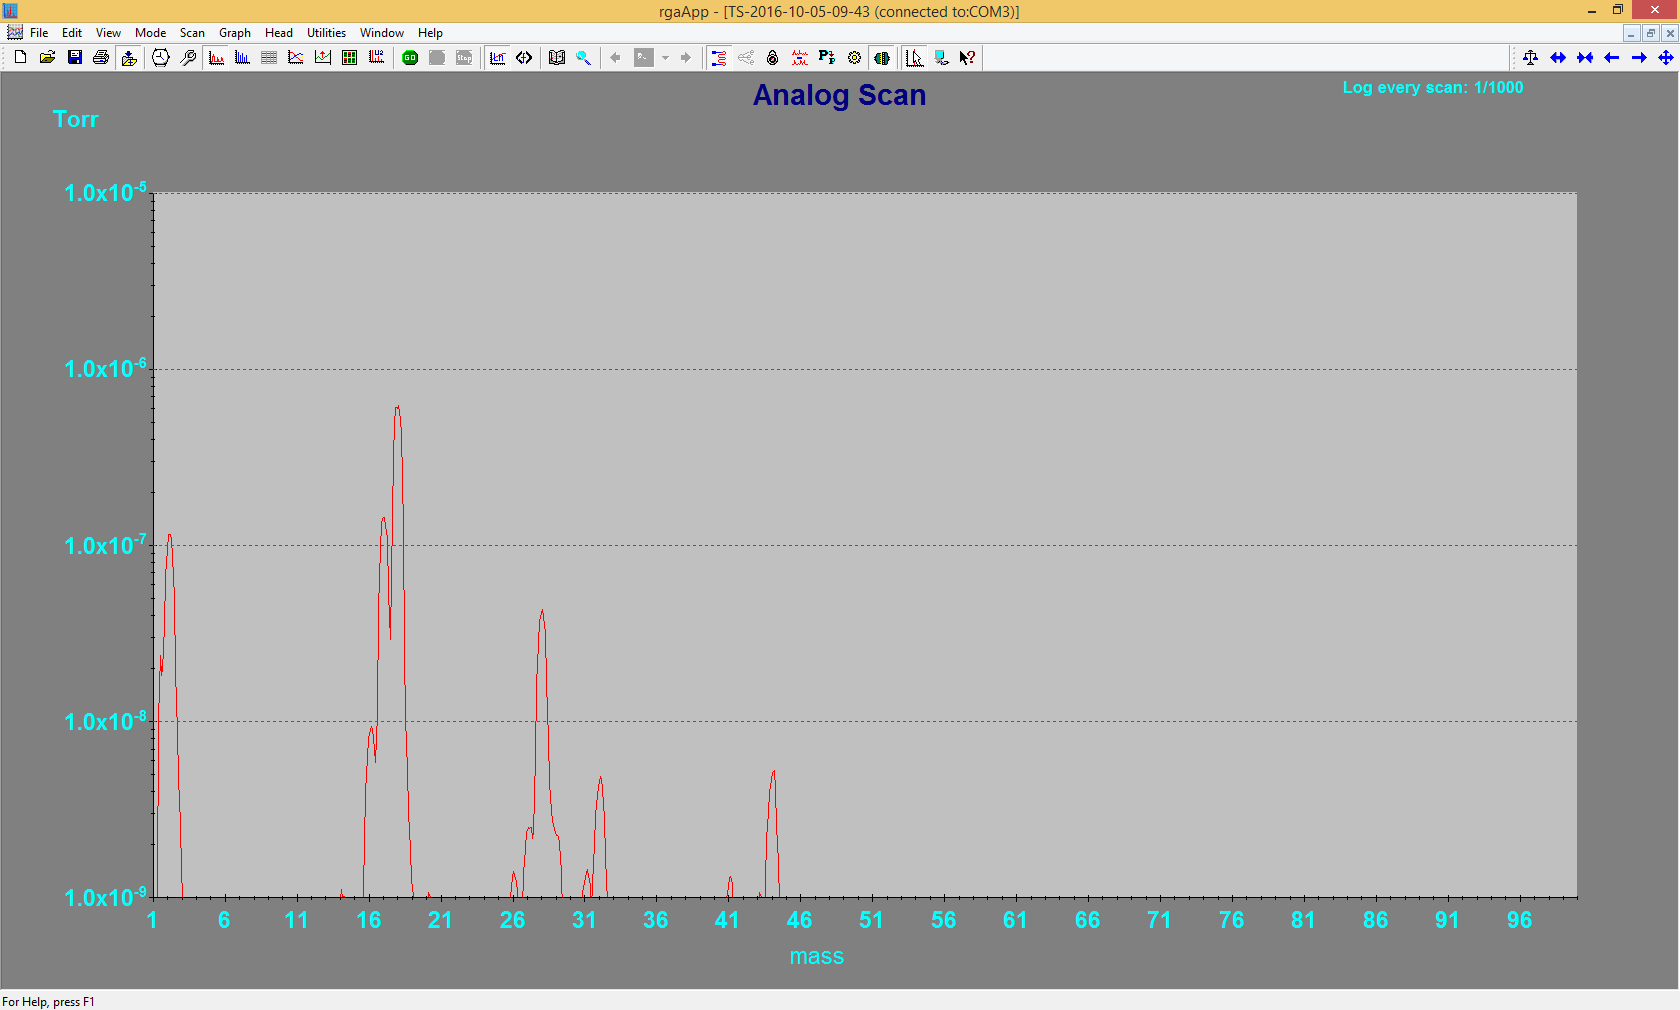 rgaApp - [TS-2016-10-05-09-43 (connected to:COM3)]
File Edit View Mode Scan Graph Head Utilities Window Help
GO Stop
Analog Scan
Log every scan: 1/1000
Torr
1.0x10⁻⁵
1.0x10⁻⁶
1.0x10⁻⁷
1.0x10⁻⁸
1.0x10⁻⁹
1 6 11 16 21 26 31 36 41 46 51 56 61 66 71 76 81 86 91 96
mass
For Help, press F1